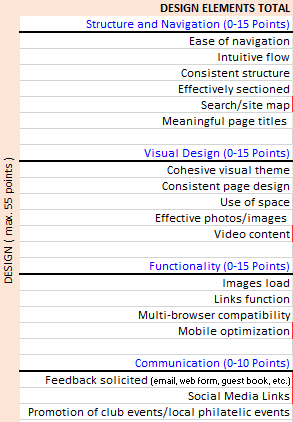 DESIGN ELEMENTS TOTAL
Structure and Navigation (0-15 Points)
Ease of navigation
Intuitive flow
Consistent structure
Effectively sectioned
Search/site map
Meaningful page titles
Visual Design (0-15 Points)
Cohesive visual theme
Consistent page design
Use of space
Effective photos/images
Video content
Functionality (0-15 Points)
Images load
Links function
Multi-browser compatibility
Mobile optimization
Communication (0-10 Points)
Feedback solicited (email, web form, guest book, etc.)
Social Media Links
Promotion of club events/local philatelic events
DESIGN ( max. 55 points )